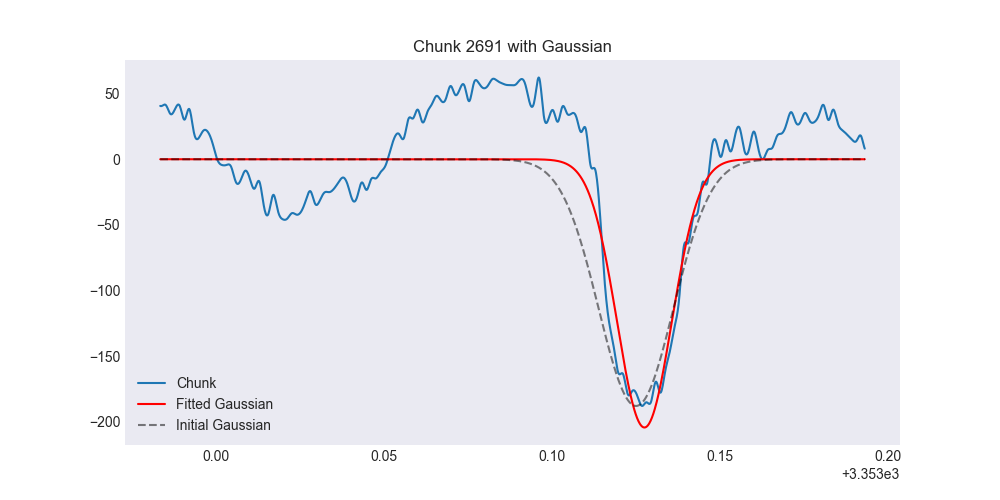 Chunk 2691 with Gaussian
50
0
−50
−100
−150
−200
Chunk
Fitted Gaussian
Initial Gaussian
0.00 0.05 0.10 0.15 0.20
+3.353e3